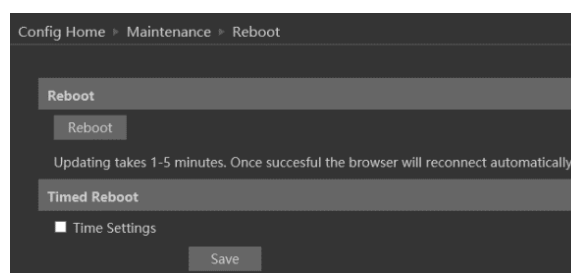 Config Home ▸ Maintenance ▸ Reboot
Reboot
Reboot
Updating takes 1-5 minutes. Once succesful the browser will reconnect automatically
Timed Reboot
Time Settings
Save